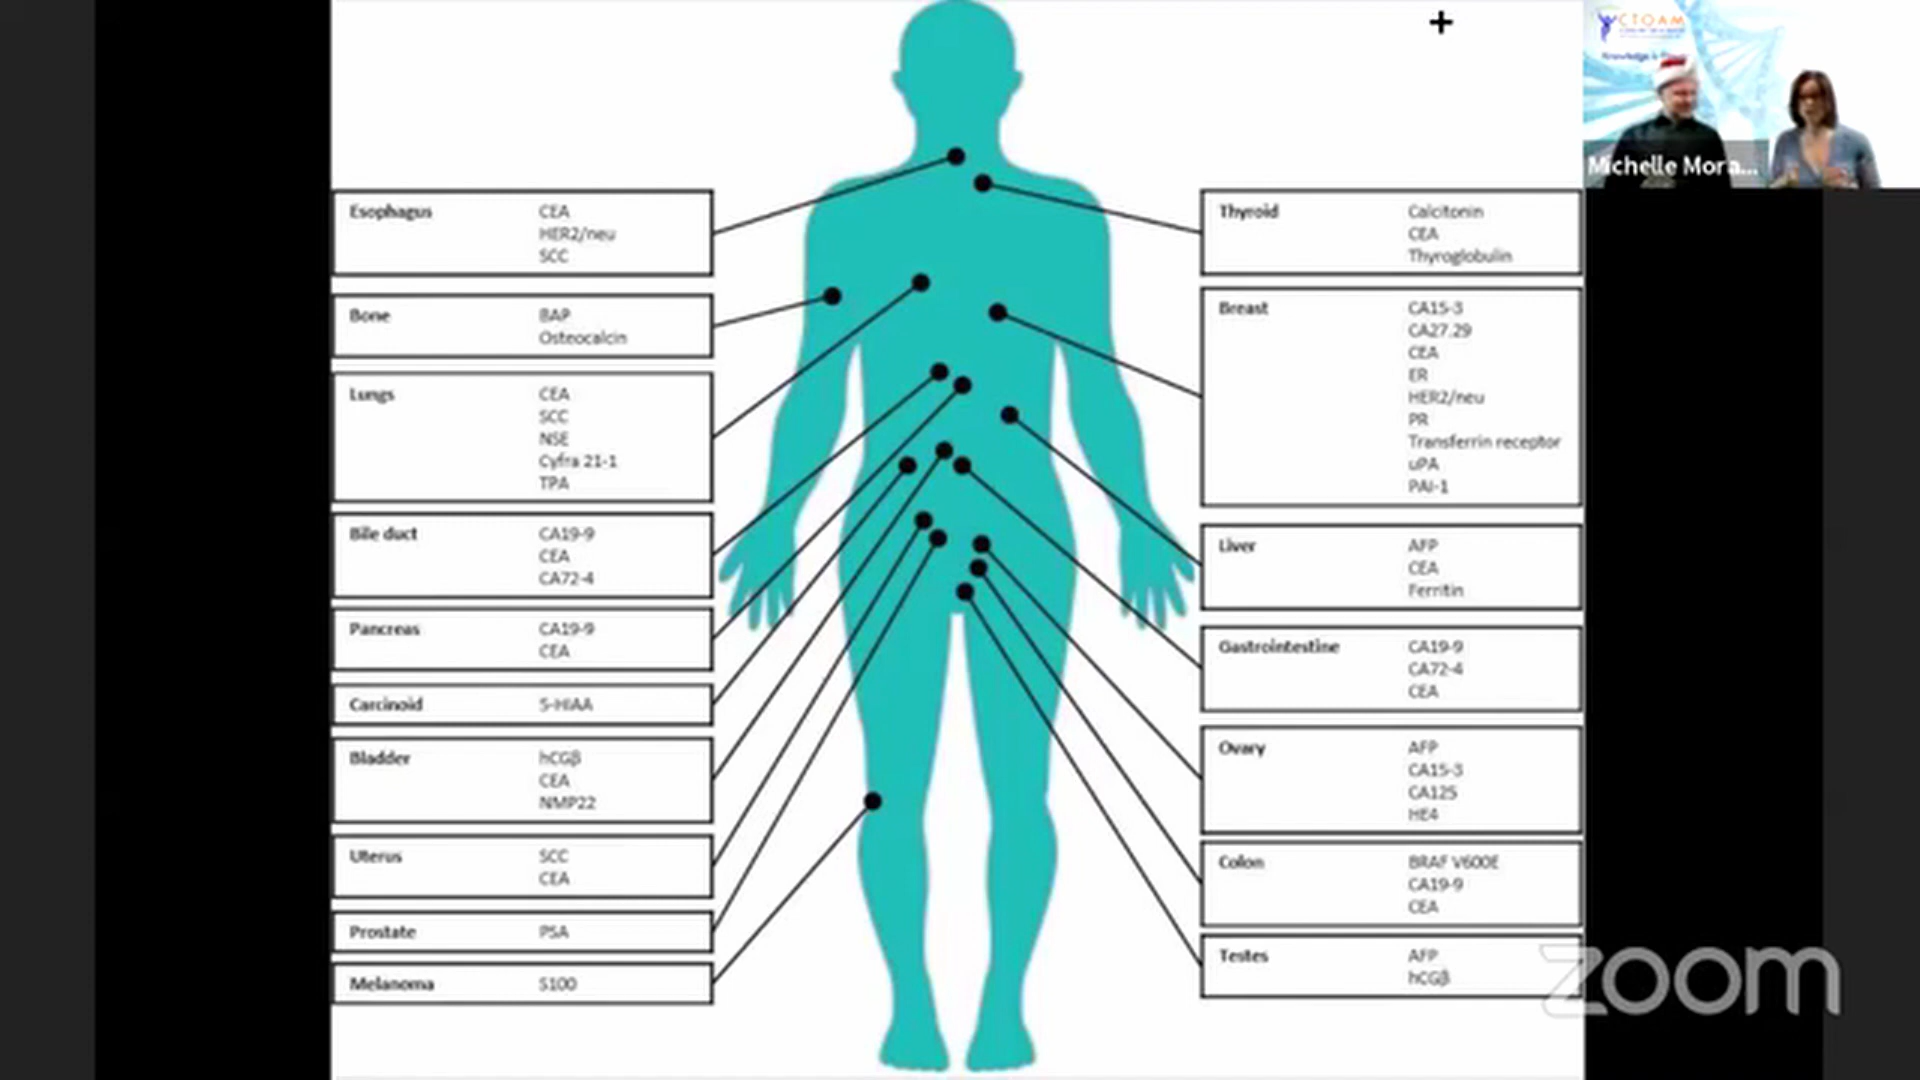 CTOAM
Knowledge is
Michelle Mora...
Esophagus CEA
HER2/neu
SCC
Bone BAP
Osteocalcin
Lungs CEA
SCC
NSE
Cyfra 21-1
TPA
Bile duct CA19-9
CEA
CA72-4
Pancreas CA19-9
CEA
Carcinoid 5-HIAA
Bladder hCGβ
CEA
NMP22
Uterus SCC
CEA
Prostate PSA
Melanoma S100
Thyroid Calcitonin
CEA
Thyroglobulin
Breast CA15-3
CA27.29
CEA
ER
HER2/neu
PR
Transferrin receptor
uPA
PAI-1
Liver AFP
CEA
Ferritin
Gastrointestine CA19-9
CA72-4
CEA
Ovary AFP
CA15-3
CA125
HE4
Colon BRAF V600E
CA19-9
CEA
Testes AFP
hCGβ
zoom